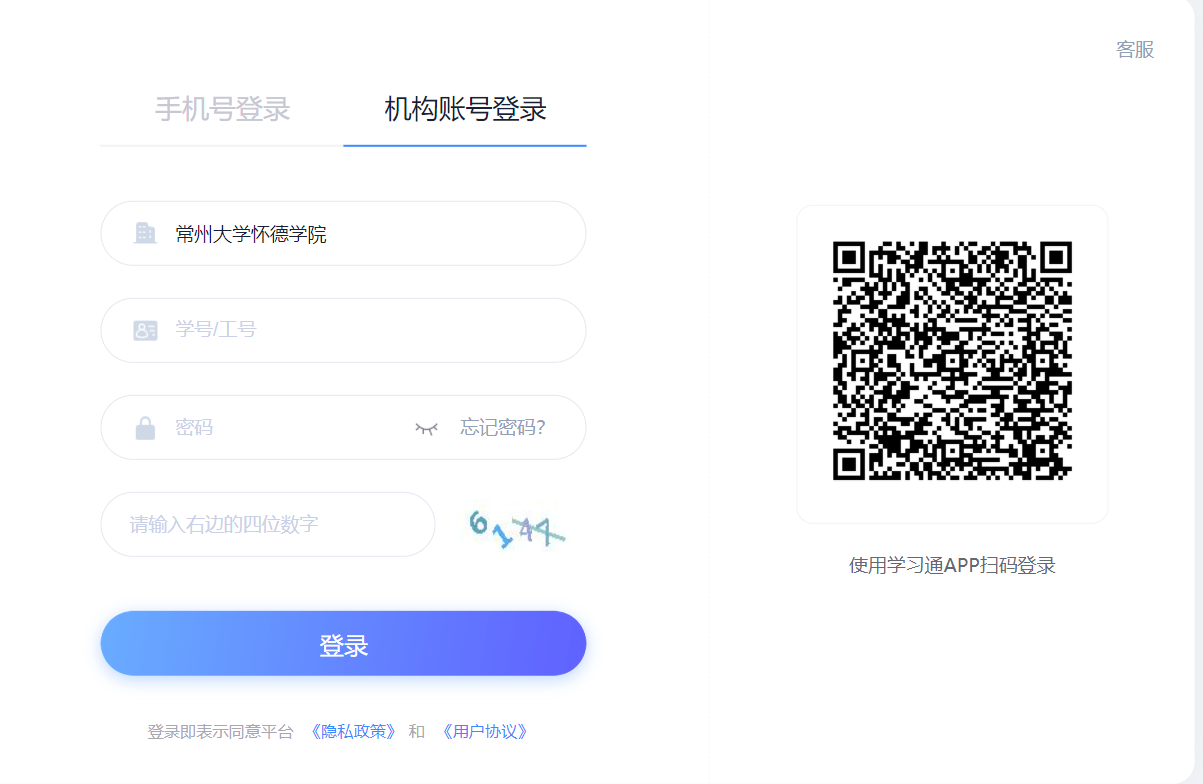 客服
手机号登录
机构账号登录
常州大学怀德学院
学号/工号
密码
忘记密码?
请输入右边的四位数字
6144
登录
登录即表示同意平台 《隐私政策》 和 《用户协议》
使用学习通APP扫码登录